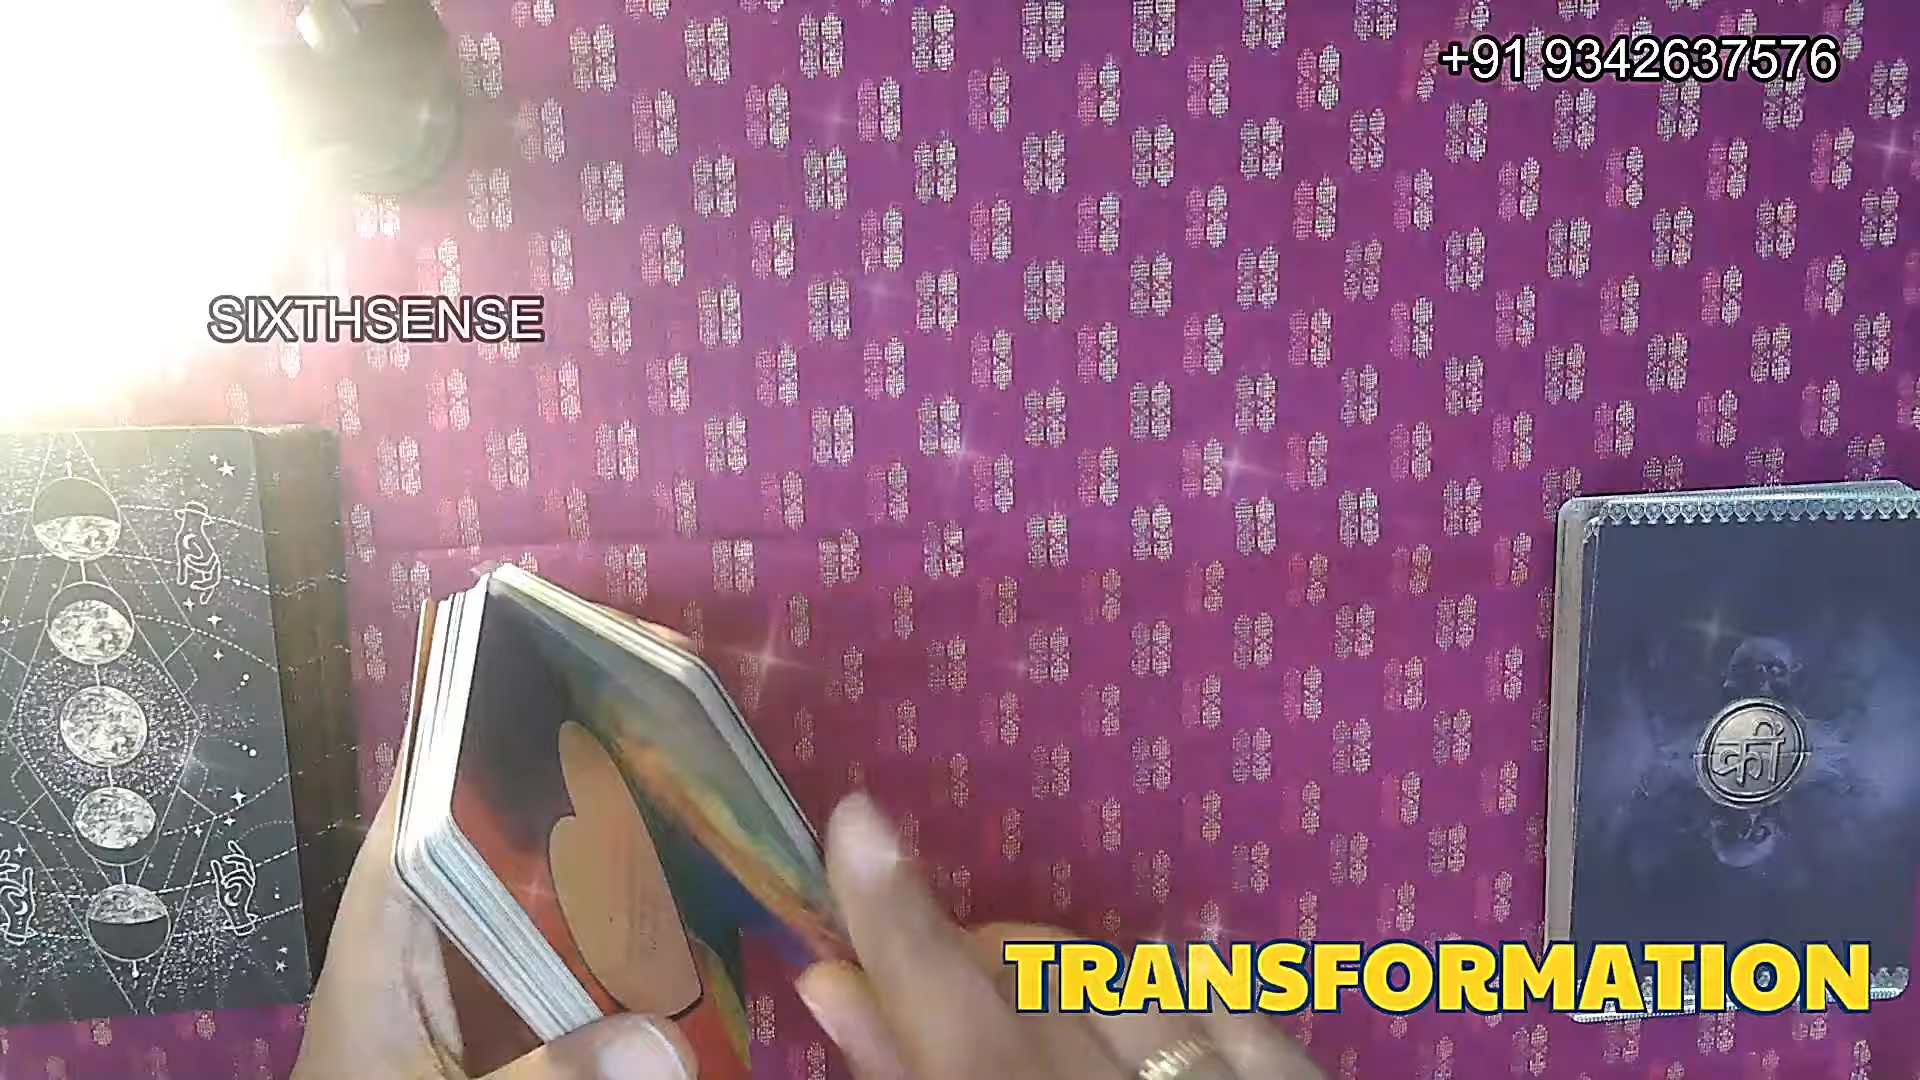 +91 9342637576
SIXTHSENSE
क्रीं
TRANSFORMATION